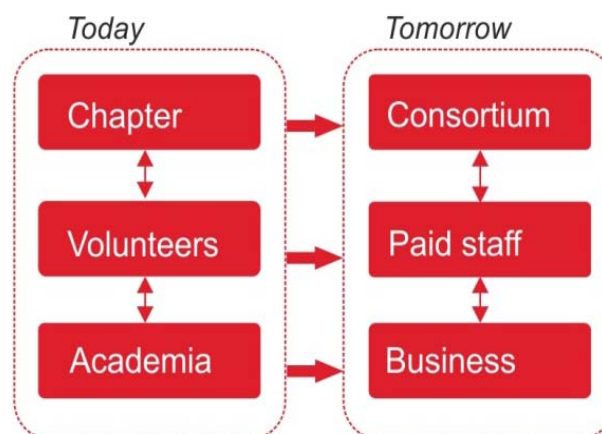 Today
Tomorrow
Chapter
Consortium
Volunteers
Paid staff
Academia
Business